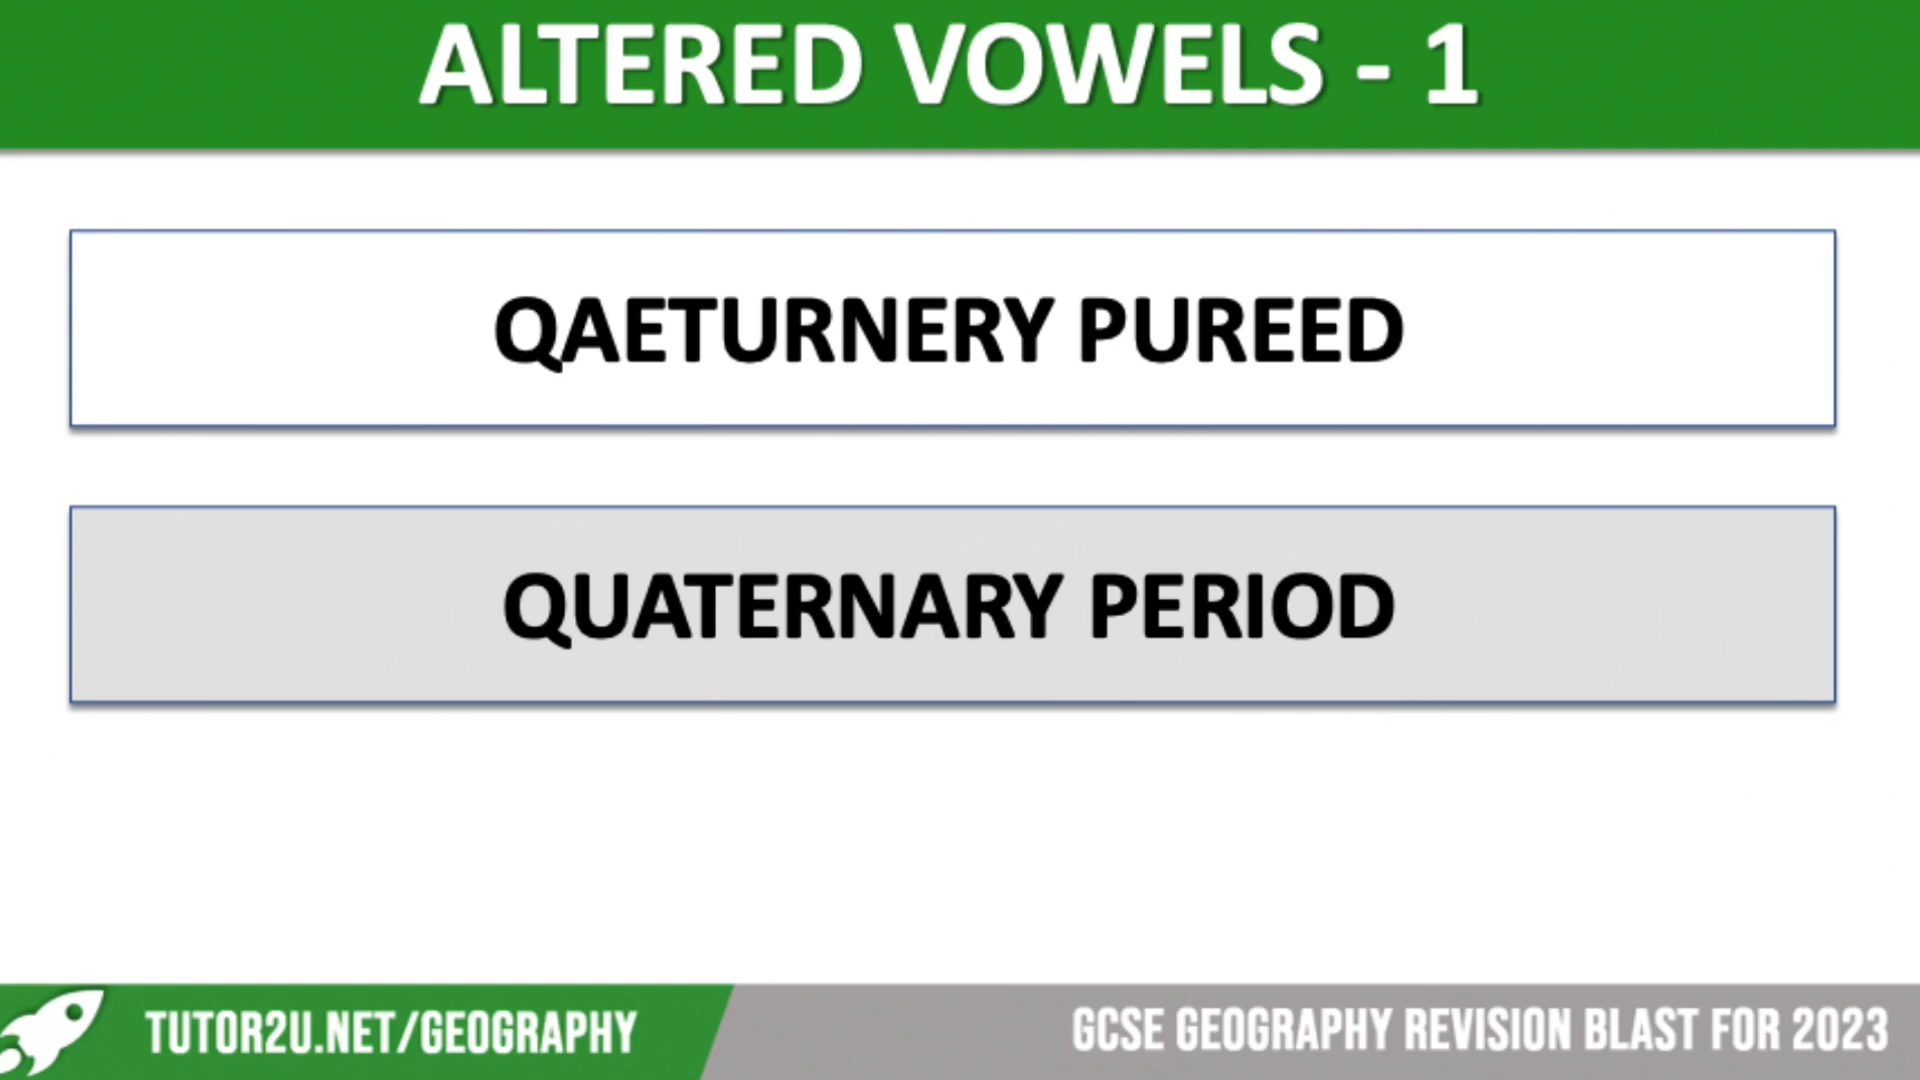 ALTERED VOWELS - 1
QAETURNERY PUREED
QUATERNARY PERIOD
TUTOR2U.NET/GEOGRAPHY
GCSE GEOGRAPHY REVISION BLAST FOR 2023